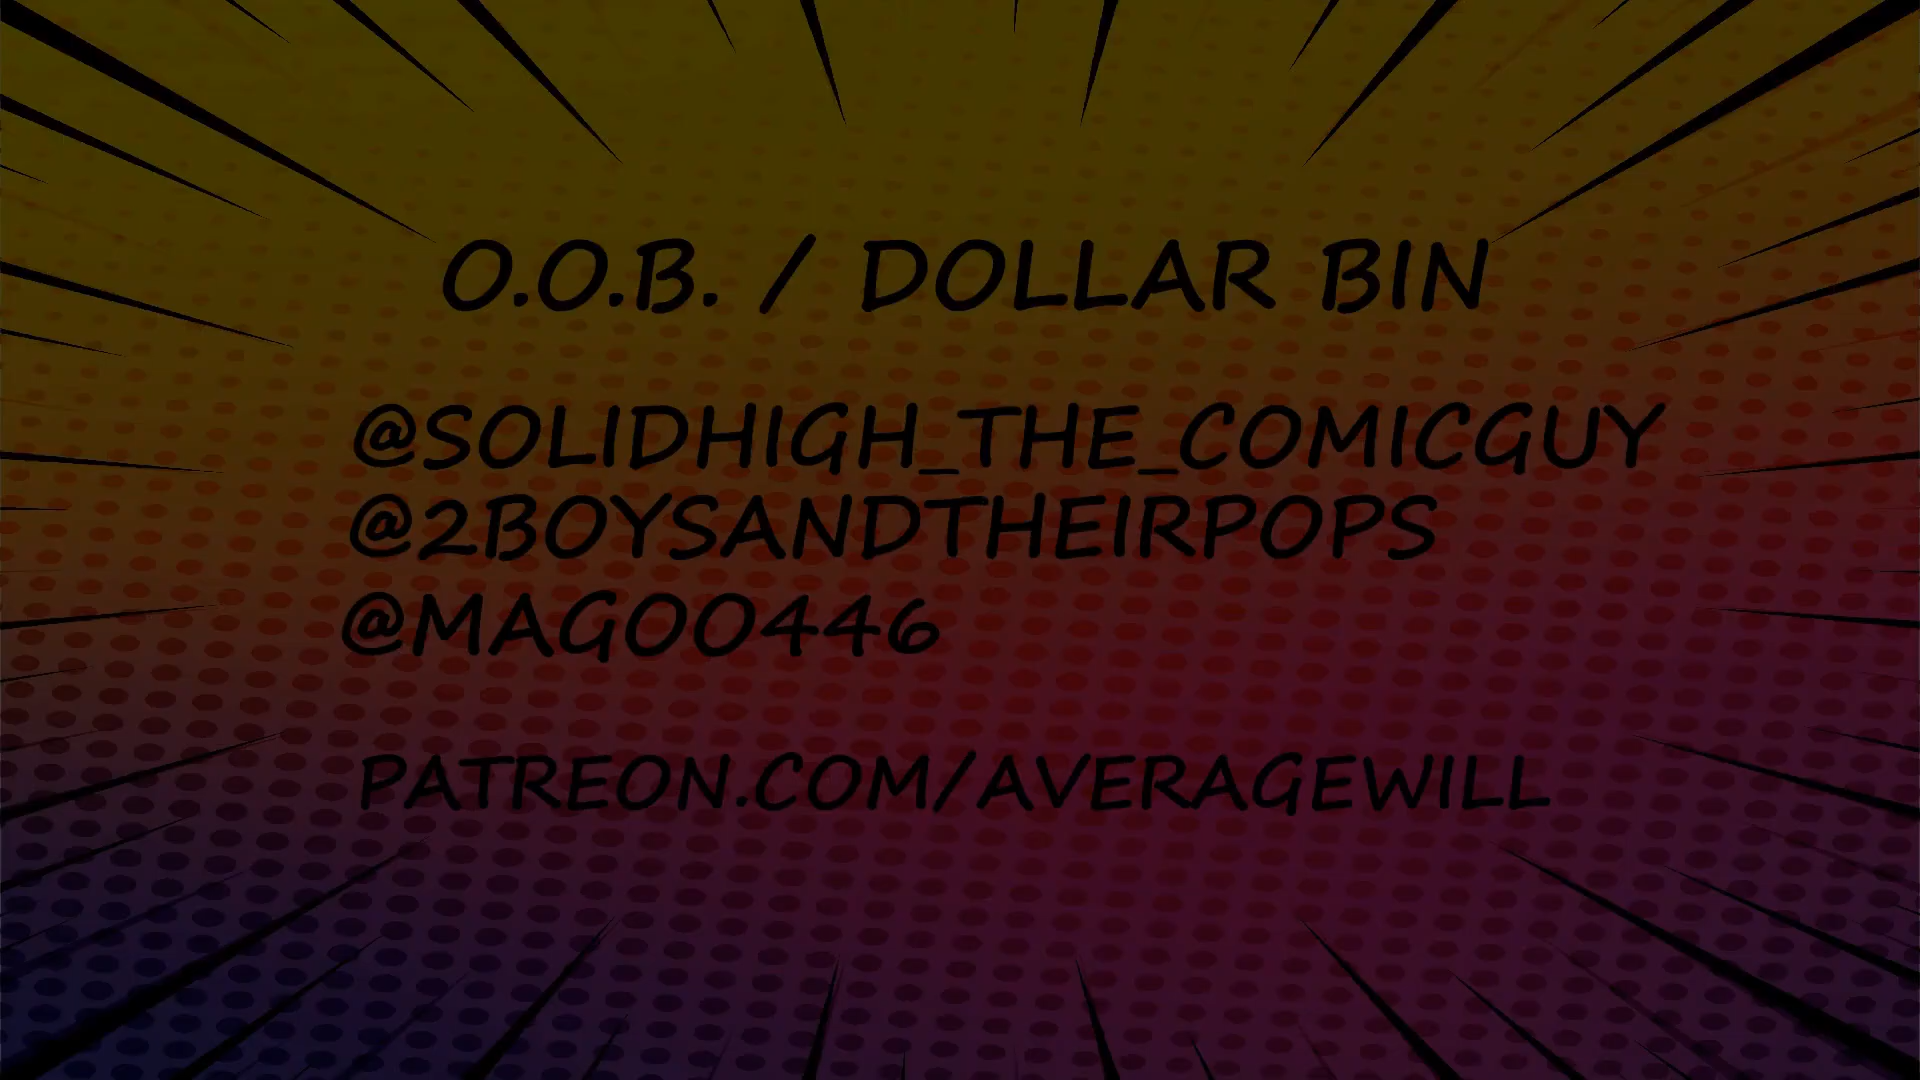 O.O.B. / DOLLAR BIN
@SOLIDHIGH_THE_COMICGUY
@2BOYSANDTHEIRPOPS
@MAGOO446
PATREON.COM/AVERAGEWILL